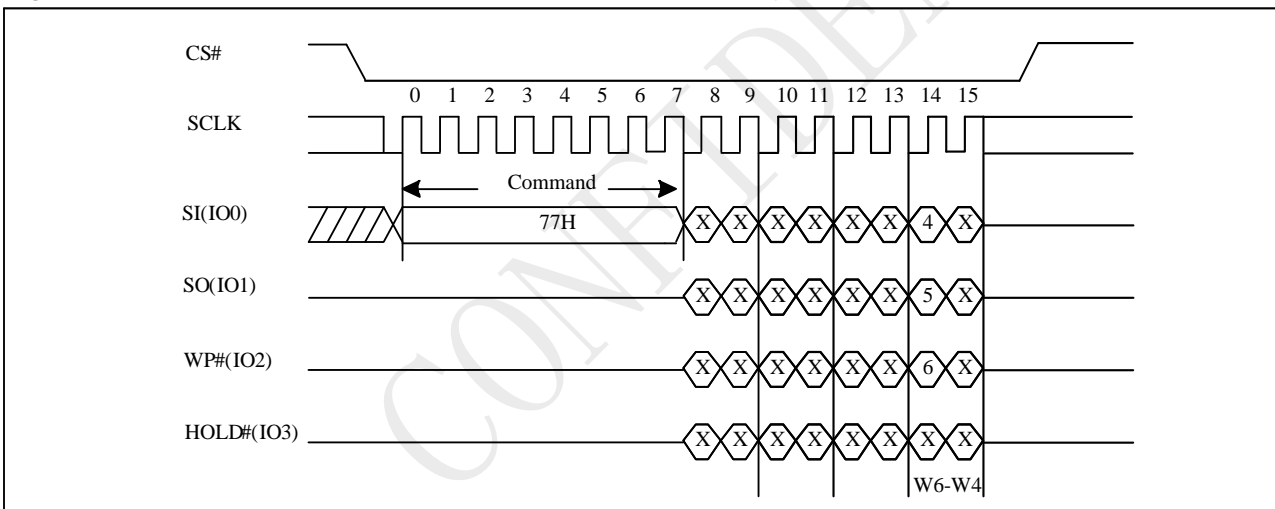 CS#
0 1 2 3 4 5 6 7 8 9 10 11 12 13 14 15
SCLK
Command
SI(IO0) 77H X X X X X X 4 X
SO(IO1) X X X X X X 5 X
WP#(IO2) X X X X X X 6 X
HOLD#(IO3) X X X X X X X X
W6-W4